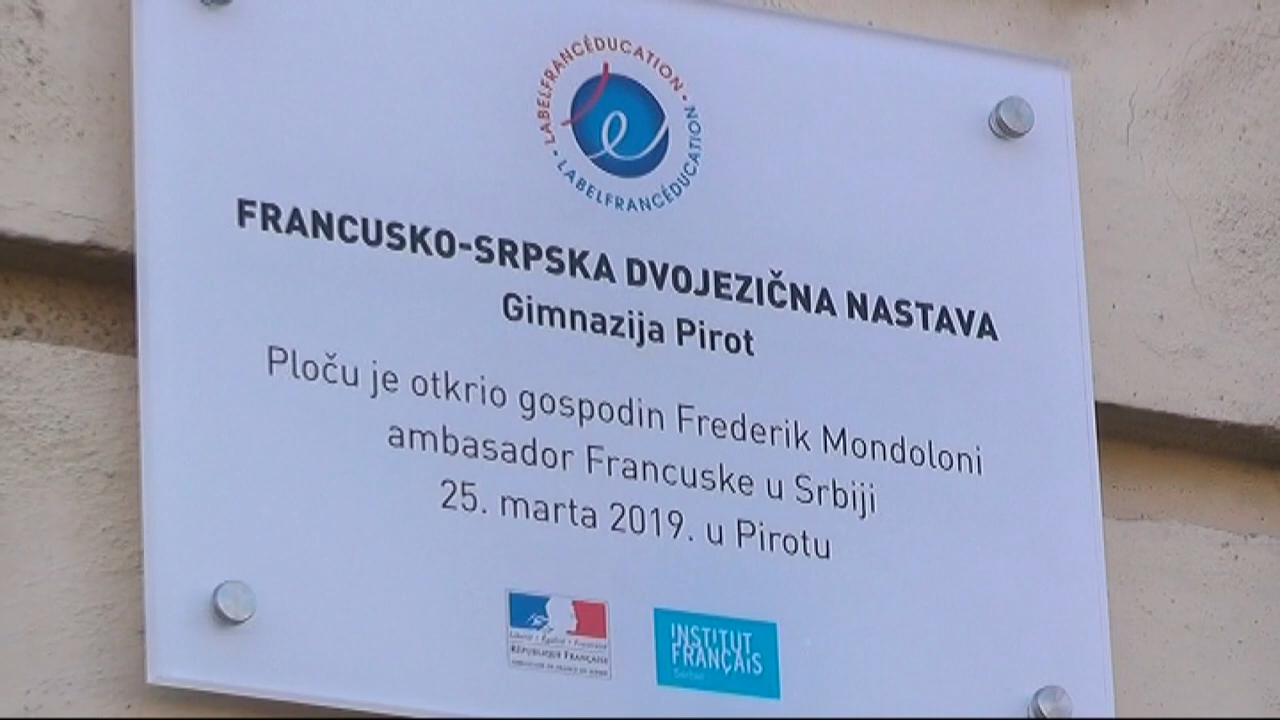 LABELFRANCÉDUCATION • LABELFRANCÉDUCATION •
FRANCUSKO-SRPSKA DVOJEZIČNA NASTAVA
Gimnazija Pirot
Ploču je otkrio gospodin Frederik Mondoloni
ambasador Francuske u Srbiji
25. marta 2019. u Pirotu
Liberté • Égalité • Fraternité
RÉPUBLIQUE FRANÇAISE
INSTITUT
FRANÇAIS